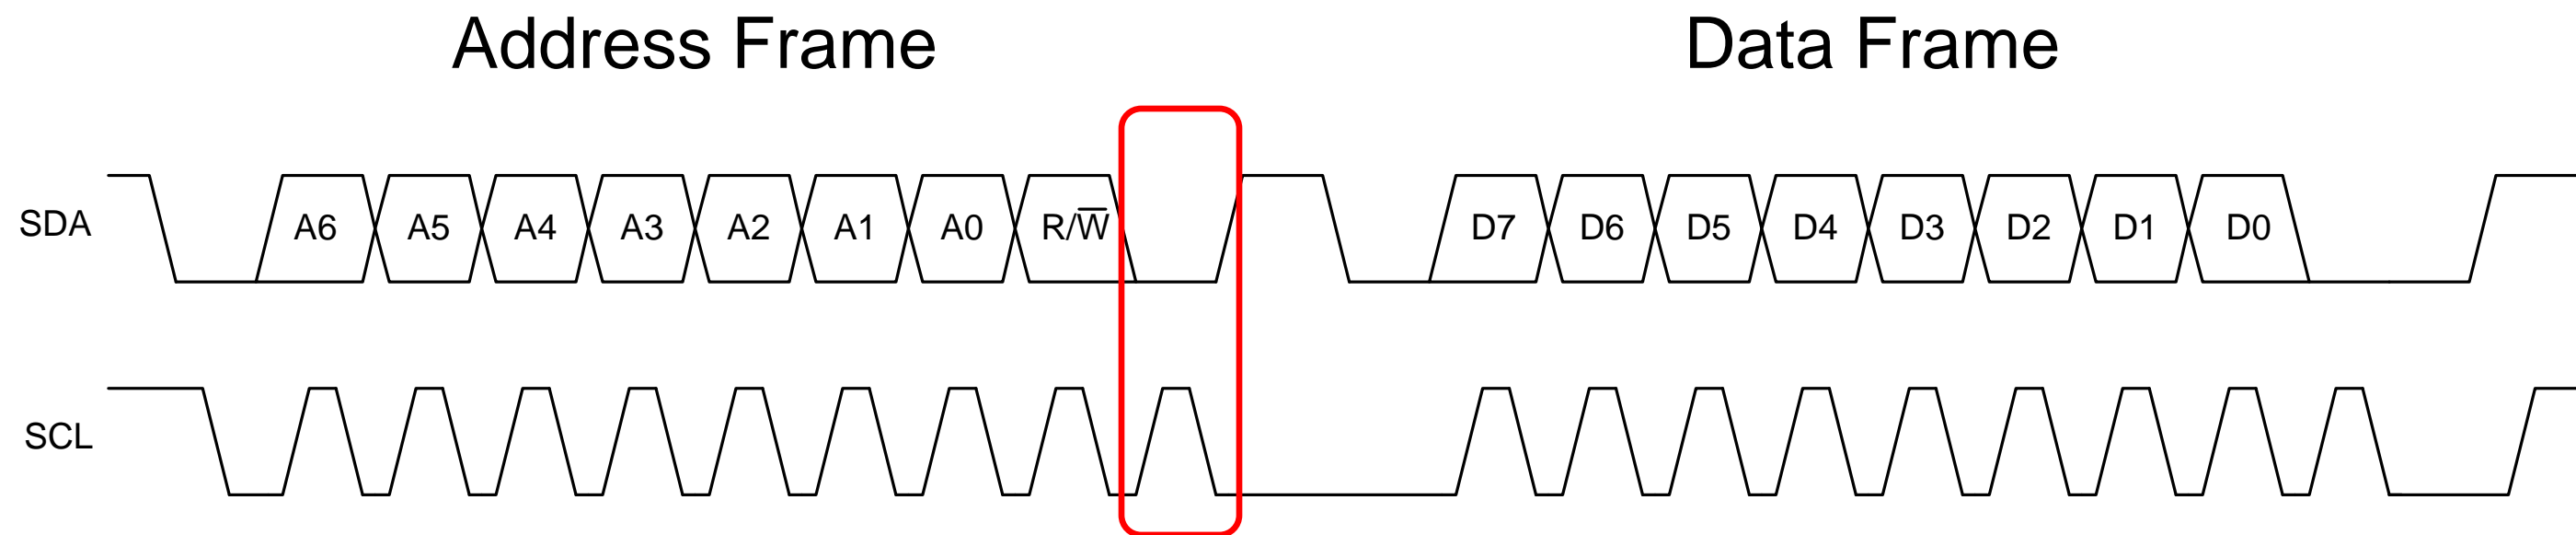 Address Frame
Data Frame
SDA
A6 A5 A4 A3 A2 A1 A0 R/W̅
D7 D6 D5 D4 D3 D2 D1 D0
SCL